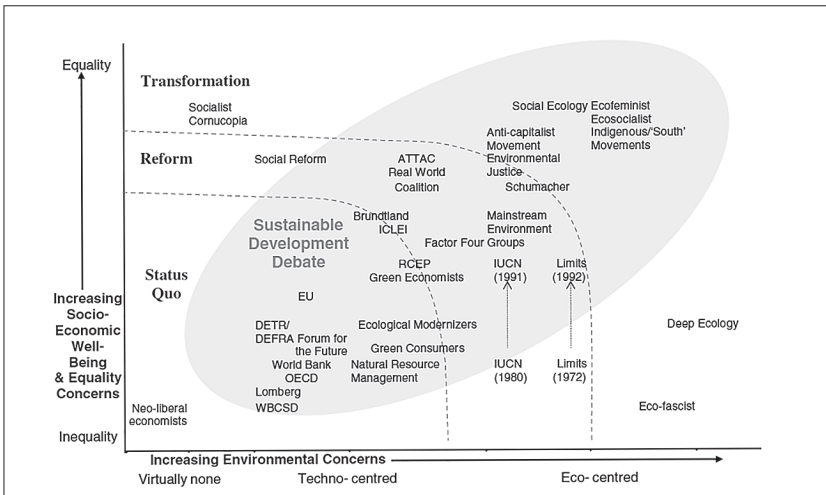 Equality
Transformation
Socialist
Cornucopia
Social Ecology Ecofeminist
Ecosocialist
Indigenous/‘South’
Movements
Anti-capitalist
Movement
Environmental
Justice
Reform
Social Reform
ATTAC
Real World
Coalition
Schumacher
Sustainable
Development
Debate
Brundtland
ICLEI
Mainstream
Environment
Factor Four Groups
Status
Quo
RCEP
Green Economists
IUCN
(1991)
Limits
(1992)
EU
Increasing
Socio-
Economic
Well-
Being
& Equality
Concerns
DETR/
DEFRA Forum for
the Future
Ecological Modernizers
Green Consumers
World Bank
OECD
Natural Resource
Management
IUCN
(1980)
Limits
(1972)
Deep Ecology
Lomberg
WBCSD
Neo-liberal
economists
Eco-fascist
Inequality
Increasing Environmental Concerns
Virtually none
Techno- centred
Eco- centred